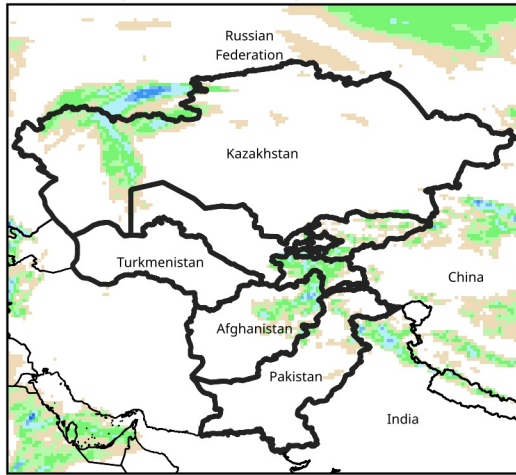 Russian
Federation
Kazakhstan
Turkmenistan
China
Afghanistan
Pakistan
India